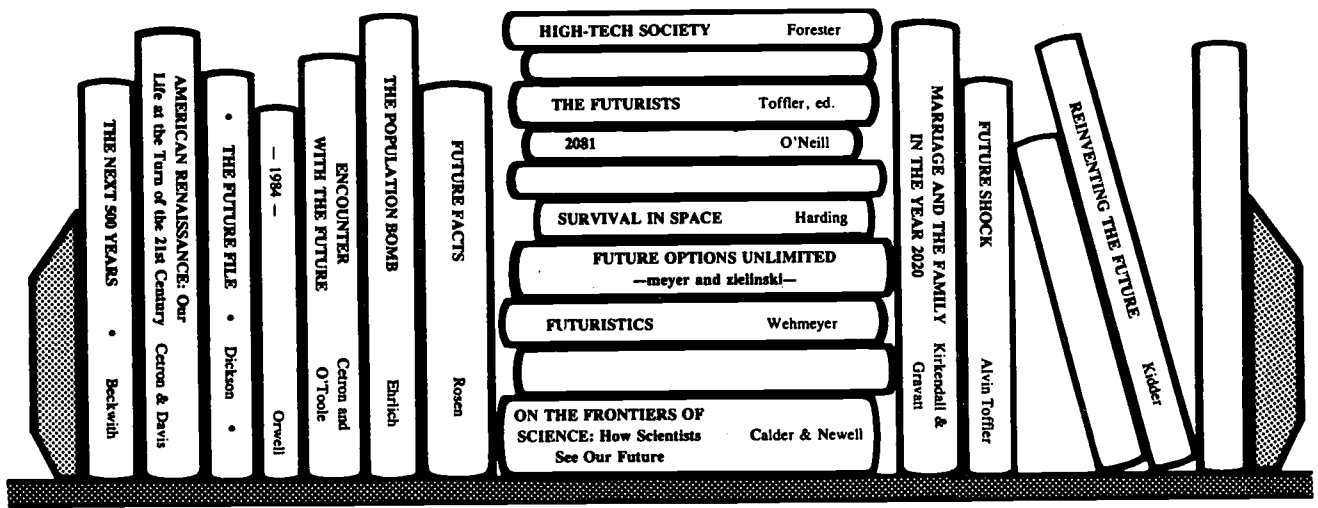 THE NEXT 500 YEARS • Beckwith
AMERICAN RENAISSANCE: Our
Life at the Turn of the 21st Century Cetron & Davis
• THE FUTURE FILE • Dickson •
— 1984 — Orwell
ENCOUNTER
WITH THE FUTURE
Cetron and
O'Toole
THE POPULATION BOMB Ehrlich
FUTURE FACTS Rosen
HIGH-TECH SOCIETY Forester
THE FUTURISTS Toffler, ed.
2081 O'Neill
SURVIVAL IN SPACE Harding
FUTURE OPTIONS UNLIMITED
—meyer and zielinski—
FUTURISTICS Wehmeyer
ON THE FRONTIERS OF
SCIENCE: How Scientists Calder & Newell
See Our Future
MARRIAGE AND THE FAMILY
IN THE YEAR 2020
Kirkendall &
Gravatt
FUTURE SHOCK Alvin Toffler
REINVENTING THE FUTURE Kidder